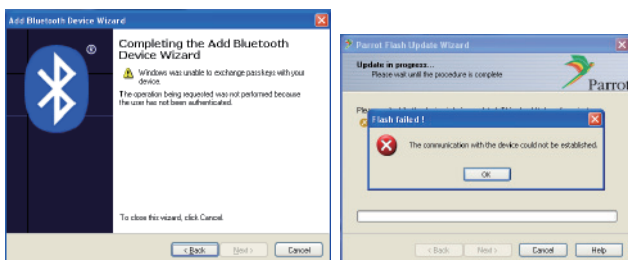 Add Bluetooth Device Wizard
®
Completing the Add Bluetooth
Device Wizard
Windows was unable to exchange passkeys with your
device.
The operation being requested was not performed because
the user has not been authenticated.
To close this wizard, click Cancel.
< Back
Next >
Cancel
Parrot Flash Update Wizard
Update in progress...
Please wait until the procedure is complete
Parrot
Flash failed !
The communication with the device could not be established.
OK
< Back
Next >
Cancel
Help